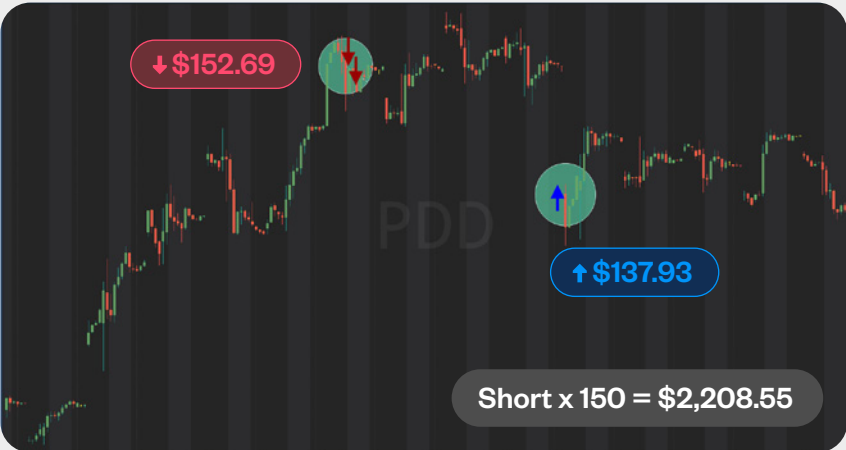 ↓ $152.69
PDD
↑ $137.93
Short x 150 = $2,208.55